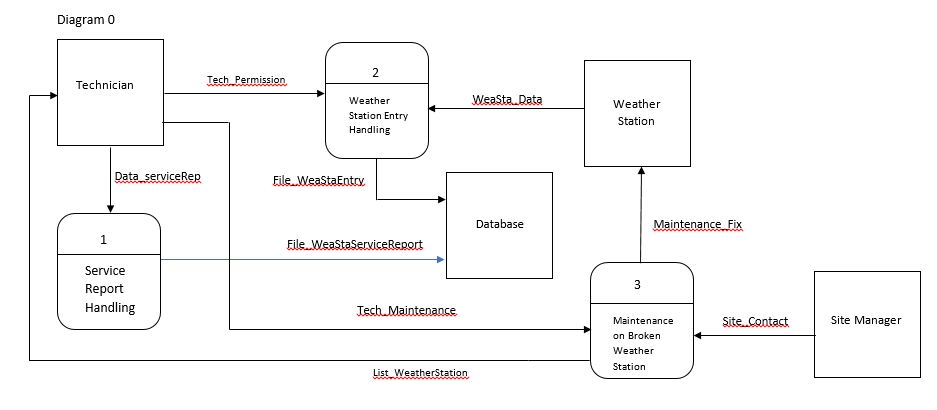 Diagram 0
Technician
Tech_Permission
2
Weather
Station Entry
Handling
WeaSta_Data
Weather
Station
Data_serviceRep
File_WeaStaEntry
Database
Maintenance_Fix
1
Service
Report
Handling
File_WeaStaServiceReport
Tech_Maintenance
3
Maintenance
on Broken
Weather
Station
Site_Contact
Site Manager
List_WeatherStation